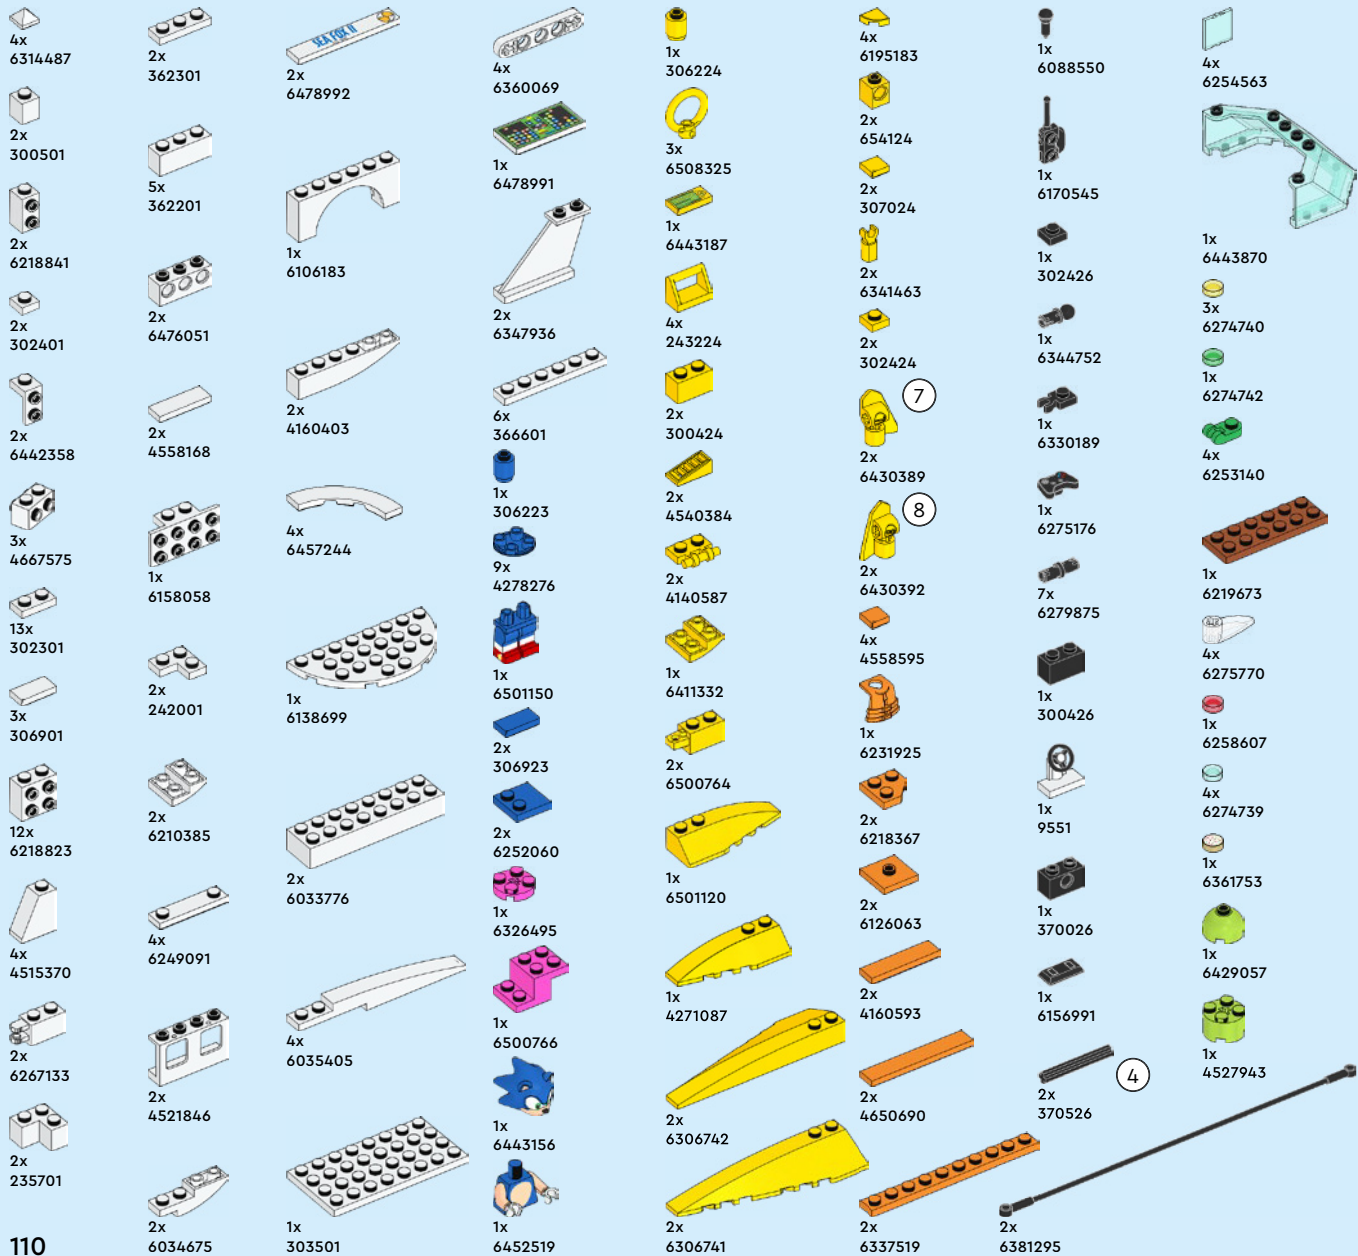 4x
6314487
2x
300501
2x
6218841
2x
302401
2x
6442358
3x
4667575
13x
302301
3x
306901
12x
6218823
4x
4515370
2x
6267133
2x
235701
110
2x
362301
5x
362201
2x
6476051
2x
4558168
1x
6158058
2x
242001
2x
6210385
4x
6249091
2x
4521846
2x
6034675
SEA FOX II
2x
6478992
1x
6106183
2x
4160403
4x
6457244
1x
6138699
2x
6033776
4x
6035405
1x
303501
4x
6360069
1x
6478991
2x
6347936
6x
366601
1x
306223
9x
4278276
1x
6501150
2x
306923
2x
6252060
1x
6326495
1x
6500766
1x
6443156
1x
6452519
1x
306224
3x
6508325
1x
6443187
4x
243224
2x
300424
2x
4540384
2x
4140587
1x
6411332
2x
6500764
1x
6501120
1x
4271087
2x
6306742
2x
6306741
4x
6195183
2x
654124
2x
307024
2x
6341463
2x
302424
7
2x
6430389
8
2x
6430392
4x
4558595
1x
6231925
2x
6218367
2x
6126063
2x
4160593
2x
4650690
2x
6337519
1x
6088550
1x
6170545
1x
302426
1x
6344752
1x
6330189
1x
6275176
7x
6279875
1x
300426
1x
9551
1x
370026
1x
6156991
4
2x
370526
2x
6381295
4x
6254563
1x
6443870
3x
6274740
1x
6274742
4x
6253140
1x
6219673
4x
6275770
1x
6258607
4x
6274739
1x
6361753
1x
6429057
1x
4527943